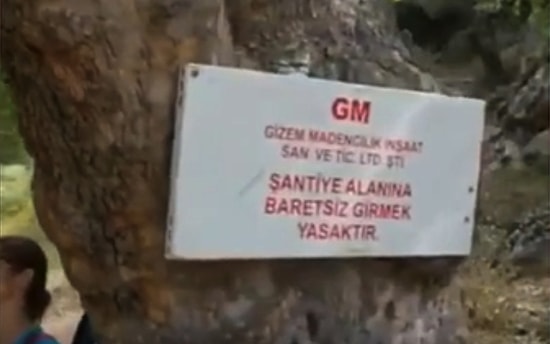 GM
GİZEM MADENCİLİK İNŞAAT
SAN. VE TİC. LTD. ŞTİ
ŞANTİYE ALANINA
BARETSİZ GİRMEK
YASAKTIR.